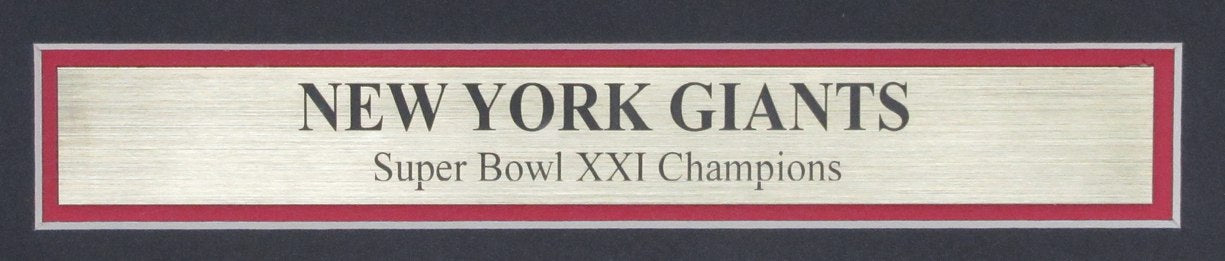 NEW YORK GIANTS
Super Bowl XXI Champions